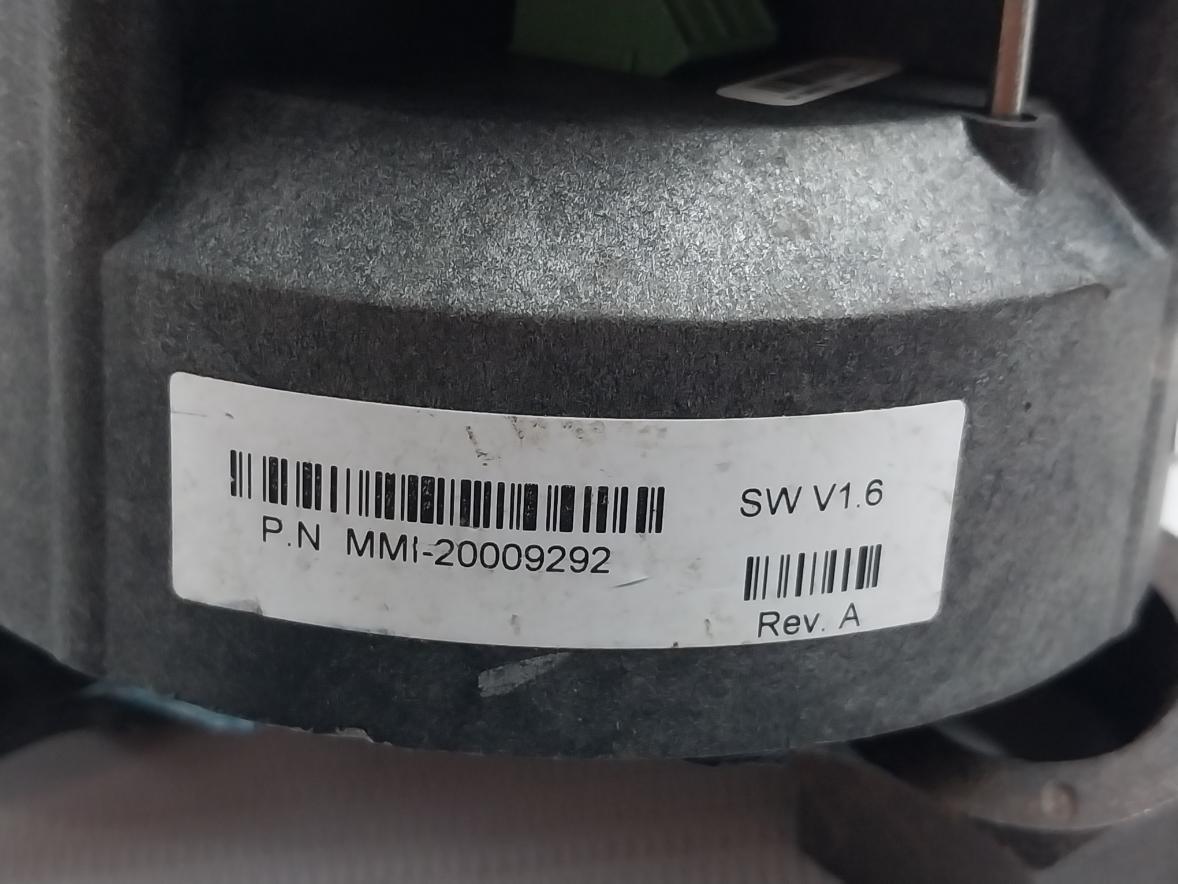 P.N MMI-20009292
SW V1.6
Rev. A